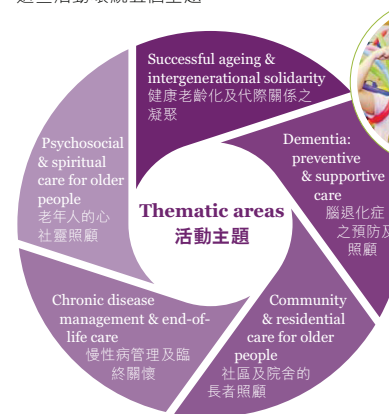 Successful ageing &
intergenerational solidarity
健康老齡化及代際關係之
凝聚
Dementia:
preventive
& supportive
care
腦退化症
之預防及
照顧
Community
& residential
care for older
people
社區及院舍的
長者照顧
Chronic disease
management & end-of-
life care
慢性病管理及臨
終關懷
Psychosocial
& spiritual
care for older
people
老年人的心
社靈照顧
Thematic areas
活動主題